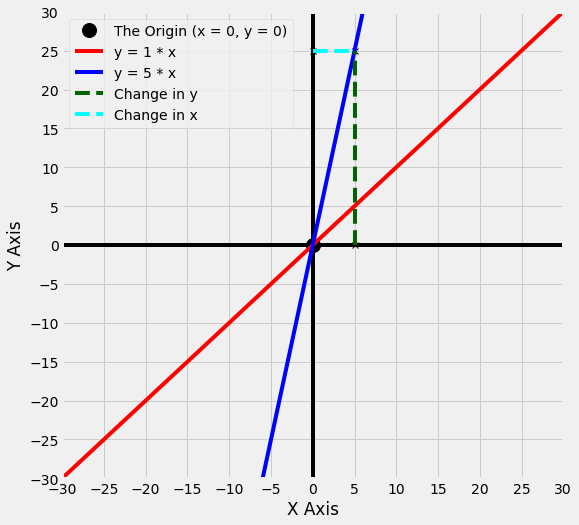 The Origin (x = 0, y = 0)
y = 1 * x
y = 5 * x
Change in y
Change in x
30
25
20
15
10
5
0
−5
−10
−15
−20
−25
−30
Y Axis
−30 −25 −20 −15 −10 −5 0 5 10 15 20 25 30
X Axis